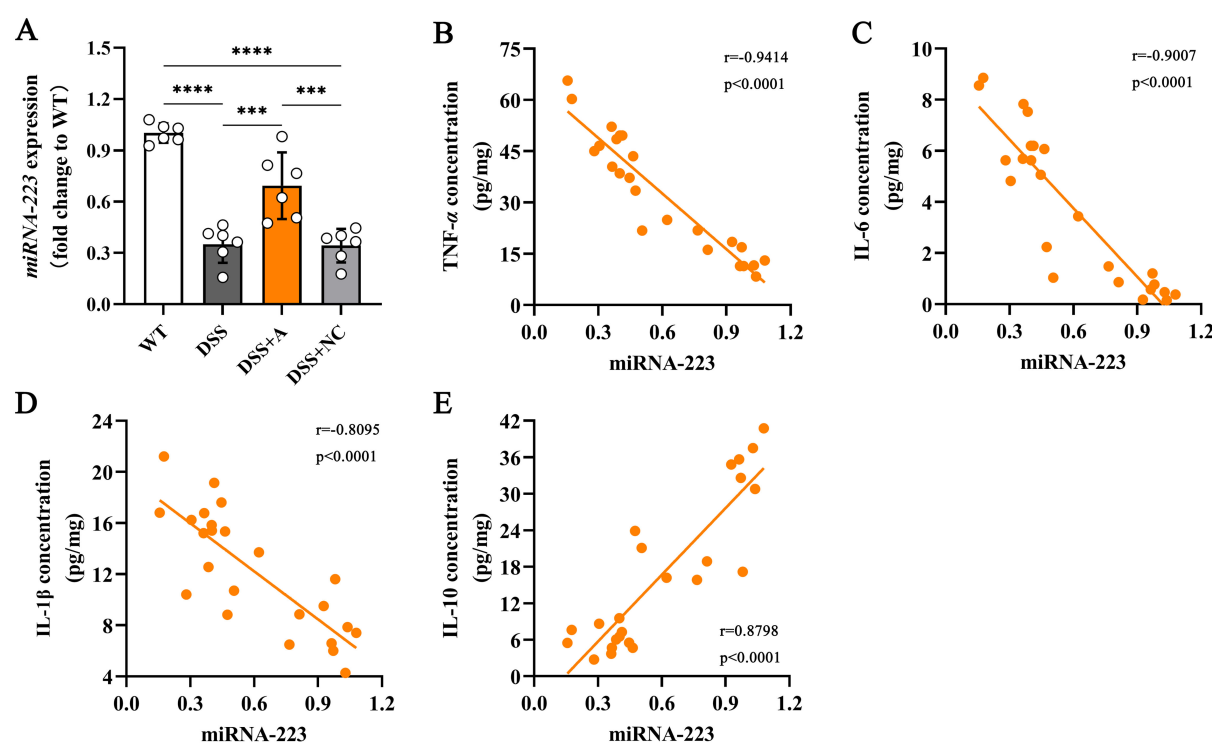 A
miRNA-223 expression
(fold change to WT)
1.5
1.2
0.9
0.6
0.3
0.0
****
****
***
***
WT
DSS
DSS+A
DSS+NC
B
TNF-α concentration
(pg/mg)
75
60
45
30
15
0
r=-0.9414
p<0.0001
0.0 0.3 0.6 0.9 1.2
miRNA-223
C
IL-6 concentration
(pg/mg)
10
8
6
4
2
0
r=-0.9007
p<0.0001
0.0 0.3 0.6 0.9 1.2
miRNA-223
D
IL-1β concentration
(pg/mg)
24
20
16
12
8
4
r=-0.8095
p<0.0001
0.0 0.3 0.6 0.9 1.2
miRNA-223
E
IL-10 concentration
(pg/mg)
42
36
30
24
18
12
6
0
r=0.8798
p<0.0001
0.0 0.3 0.6 0.9 1.2
miRNA-223